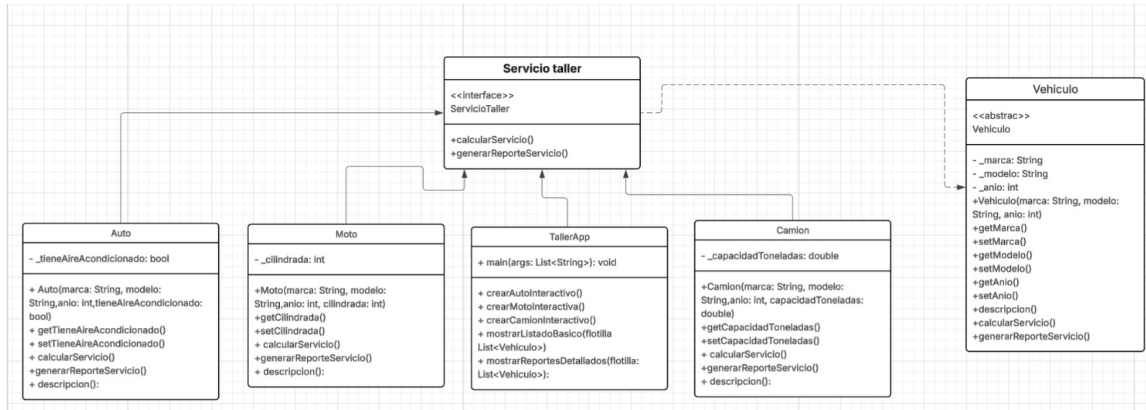 Servicio taller
<<interface>>
ServicioTaller
+calcularServicio()
+generarReporteServicio()
Vehiculo
<<abstrac>>
Vehiculo
- _marca: String
- _modelo: String
- _anio: int
+Vehiculo(marca: String, modelo:
String, anio: int)
+getMarca()
+setMarca()
+getModelo()
+setModelo()
+getAnio()
+setAnio()
+descripcion()
+calcularServicio()
+generarReporteServicio()
Auto
- _tieneAireAcondicionado: bool
+ Auto(marca: String, modelo:
String,anio: int,tieneAireAcondicionado:
bool)
+ getTieneAireAcondicionado()
+ setTieneAireAcondicionado()
+ calcularServicio()
+generarReporteServicio()
+ descripcion():
Moto
- _cilindrada: int
+Moto(marca: String, modelo:
String,anio: int, cilindrada: int)
+getCilindrada()
+setCilindrada()
+ calcularServicio()
+generarReporteServicio()
+ descripcion():
TallerApp
+ main(args: List<String>): void
+ crearAutoInteractivo()
+ crearMotoInteractiva()
+ crearCamionInteractivo()
+ mostrarListadoBasico(flotilla
List<Vehiculo>)
+ mostrarReportesDetallados(flotilla:
List<Vehiculo>):
Camion
- _capacidadToneladas: double
+Camion(marca: String, modelo:
String,anio: int, capacidadToneladas:
double)
+getCapacidadToneladas()
+setCapacidadToneladas()
+ calcularServicio()
+generarReporteServicio()
+ descripcion():